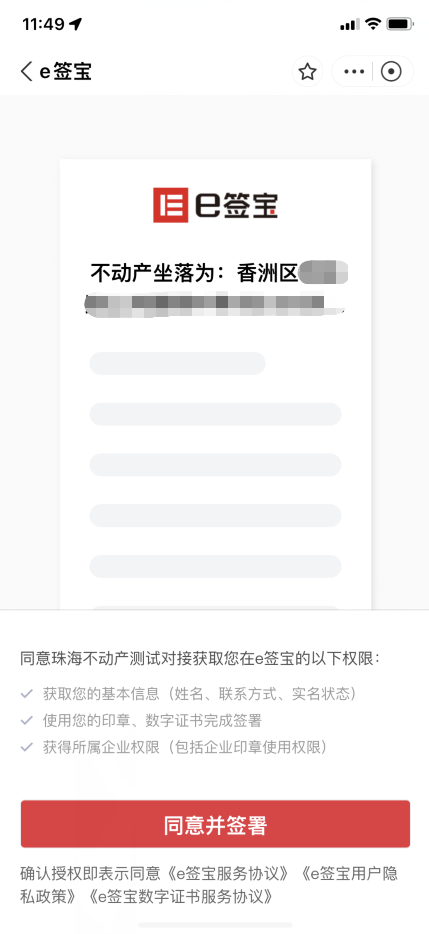 11:49
e签宝
e签宝
不动产坐落为：香洲区
同意珠海不动产测试对接获取您在e签宝的以下权限：
获取您的基本信息（姓名、联系方式、实名状态）
使用您的印章、数字证书完成签署
获得所属企业权限（包括企业印章使用权限）
同意并签署
确认授权即表示同意《e签宝服务协议》《e签宝用户隐
私政策》《e签宝数字证书服务协议》